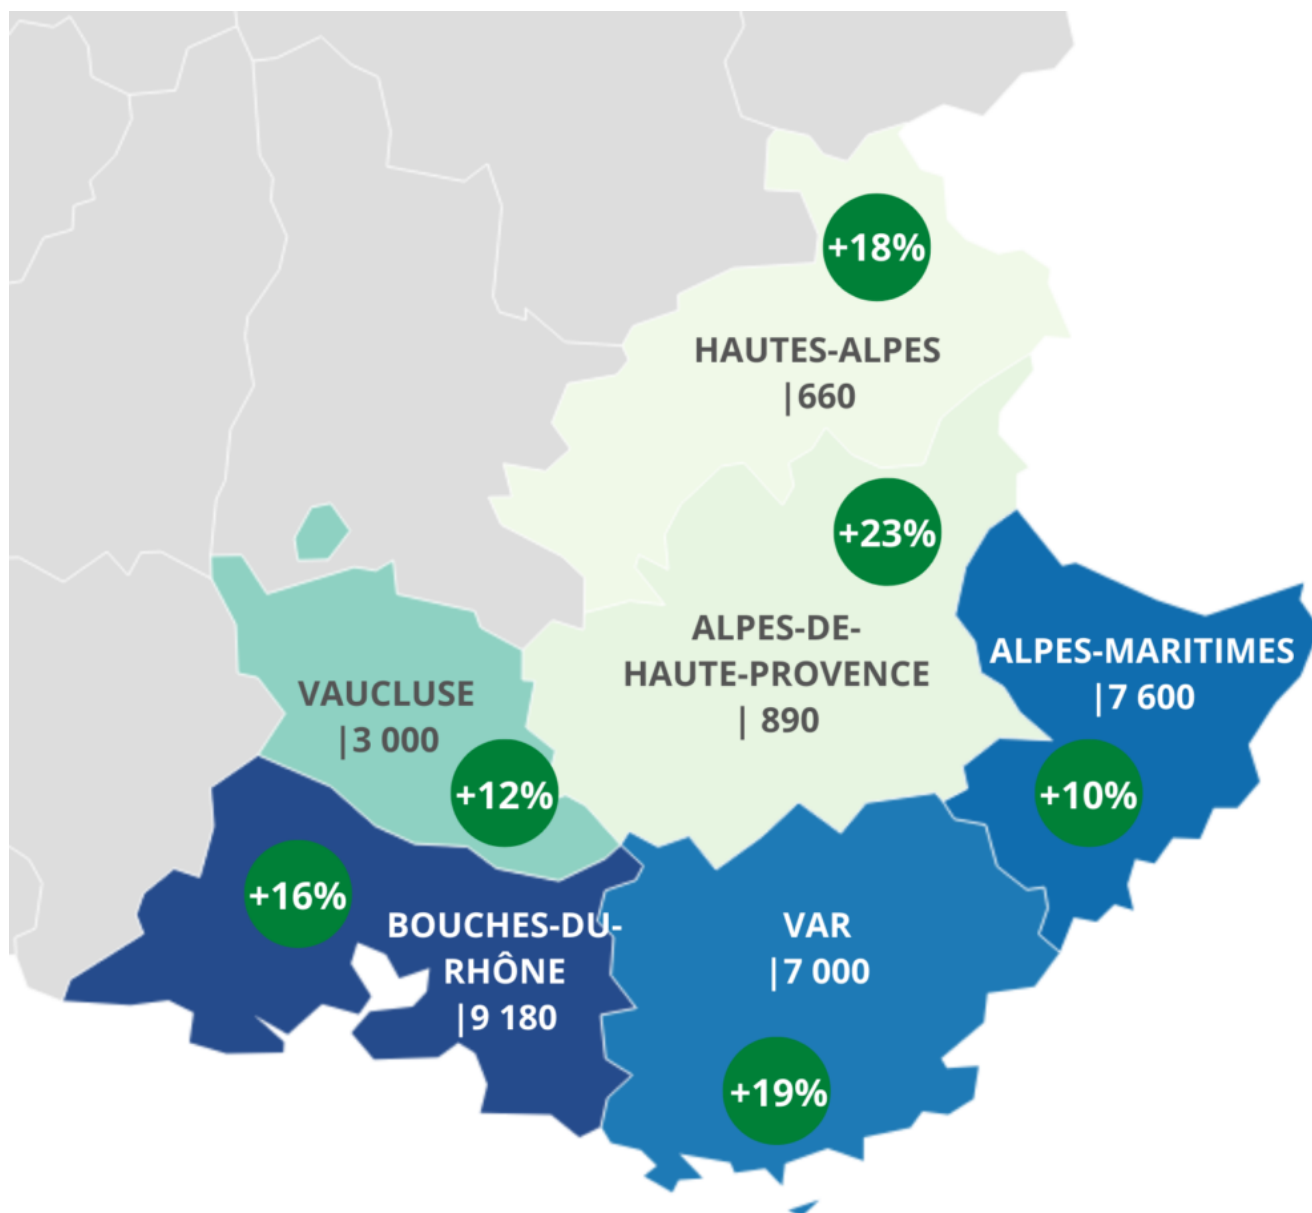 +18%
HAUTES-ALPES
|660
+23%
ALPES-DE-
HAUTE-PROVENCE
| 890
ALPES-MARITIMES
|7 600
+10%
VAUCLUSE
|3 000
+12%
+16%
BOUCHES-DU-
RHÔNE
|9 180
VAR
|7 000
+19%